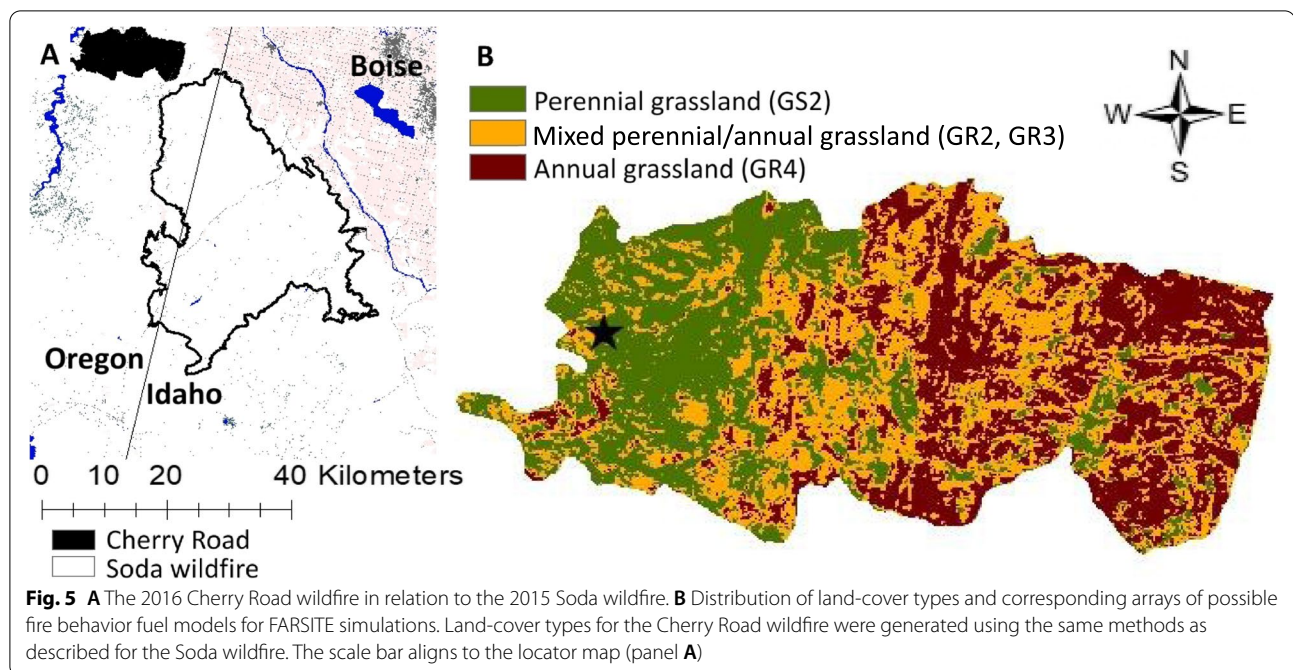 A
Boise
Oregon
Idaho
0 10 20 40 Kilometers
Cherry Road
Soda wildfire
B
Perennial grassland (GS2)
Mixed perennial/annual grassland (GR2, GR3)
Annual grassland (GR4)
N
W E
S
Fig. 5 A The 2016 Cherry Road wildfire in relation to the 2015 Soda wildfire. B Distribution of land-cover types and corresponding arrays of possible
fire behavior fuel models for FARSITE simulations. Land-cover types for the Cherry Road wildfire were generated using the same methods as
described for the Soda wildfire. The scale bar aligns to the locator map (panel A)